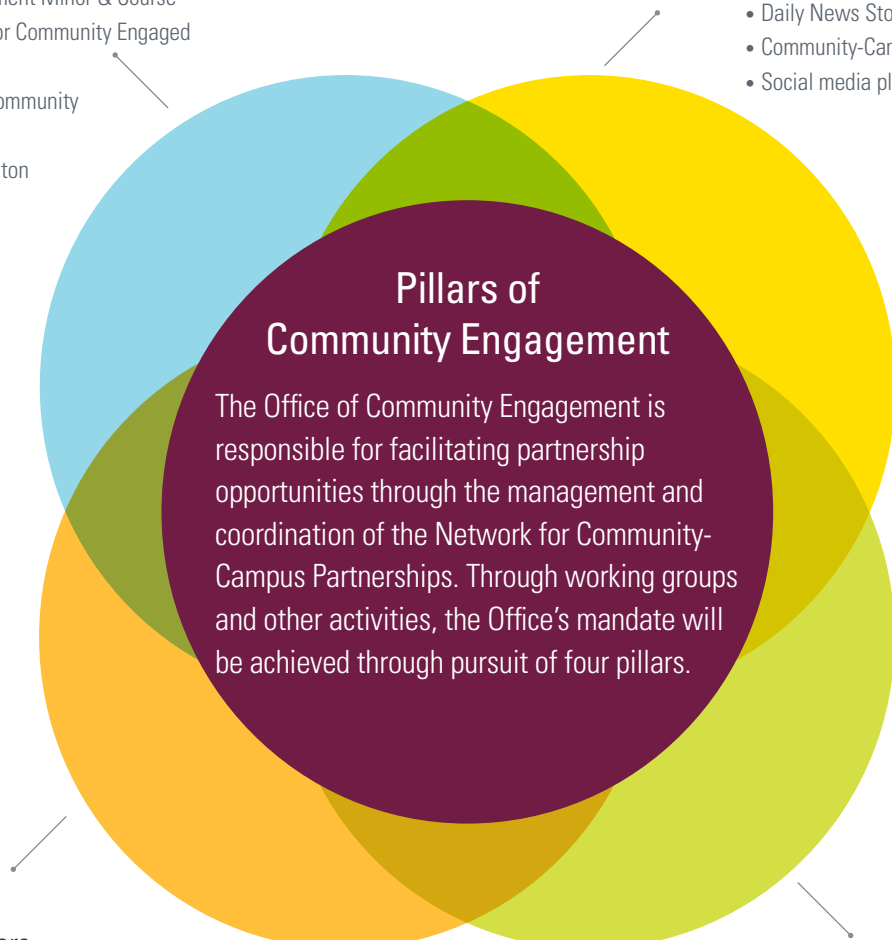 ment Minor & Course
or Community Engaged
ommunity
ton
• Daily News Sto
• Community-Car
• Social media pl
Pillars of
Community Engagement
The Office of Community Engagement is
responsible for facilitating partnership
opportunities through the management and
coordination of the Network for Community-
Campus Partnerships. Through working groups
and other activities, the Office’s mandate will
be achieved through pursuit of four pillars.